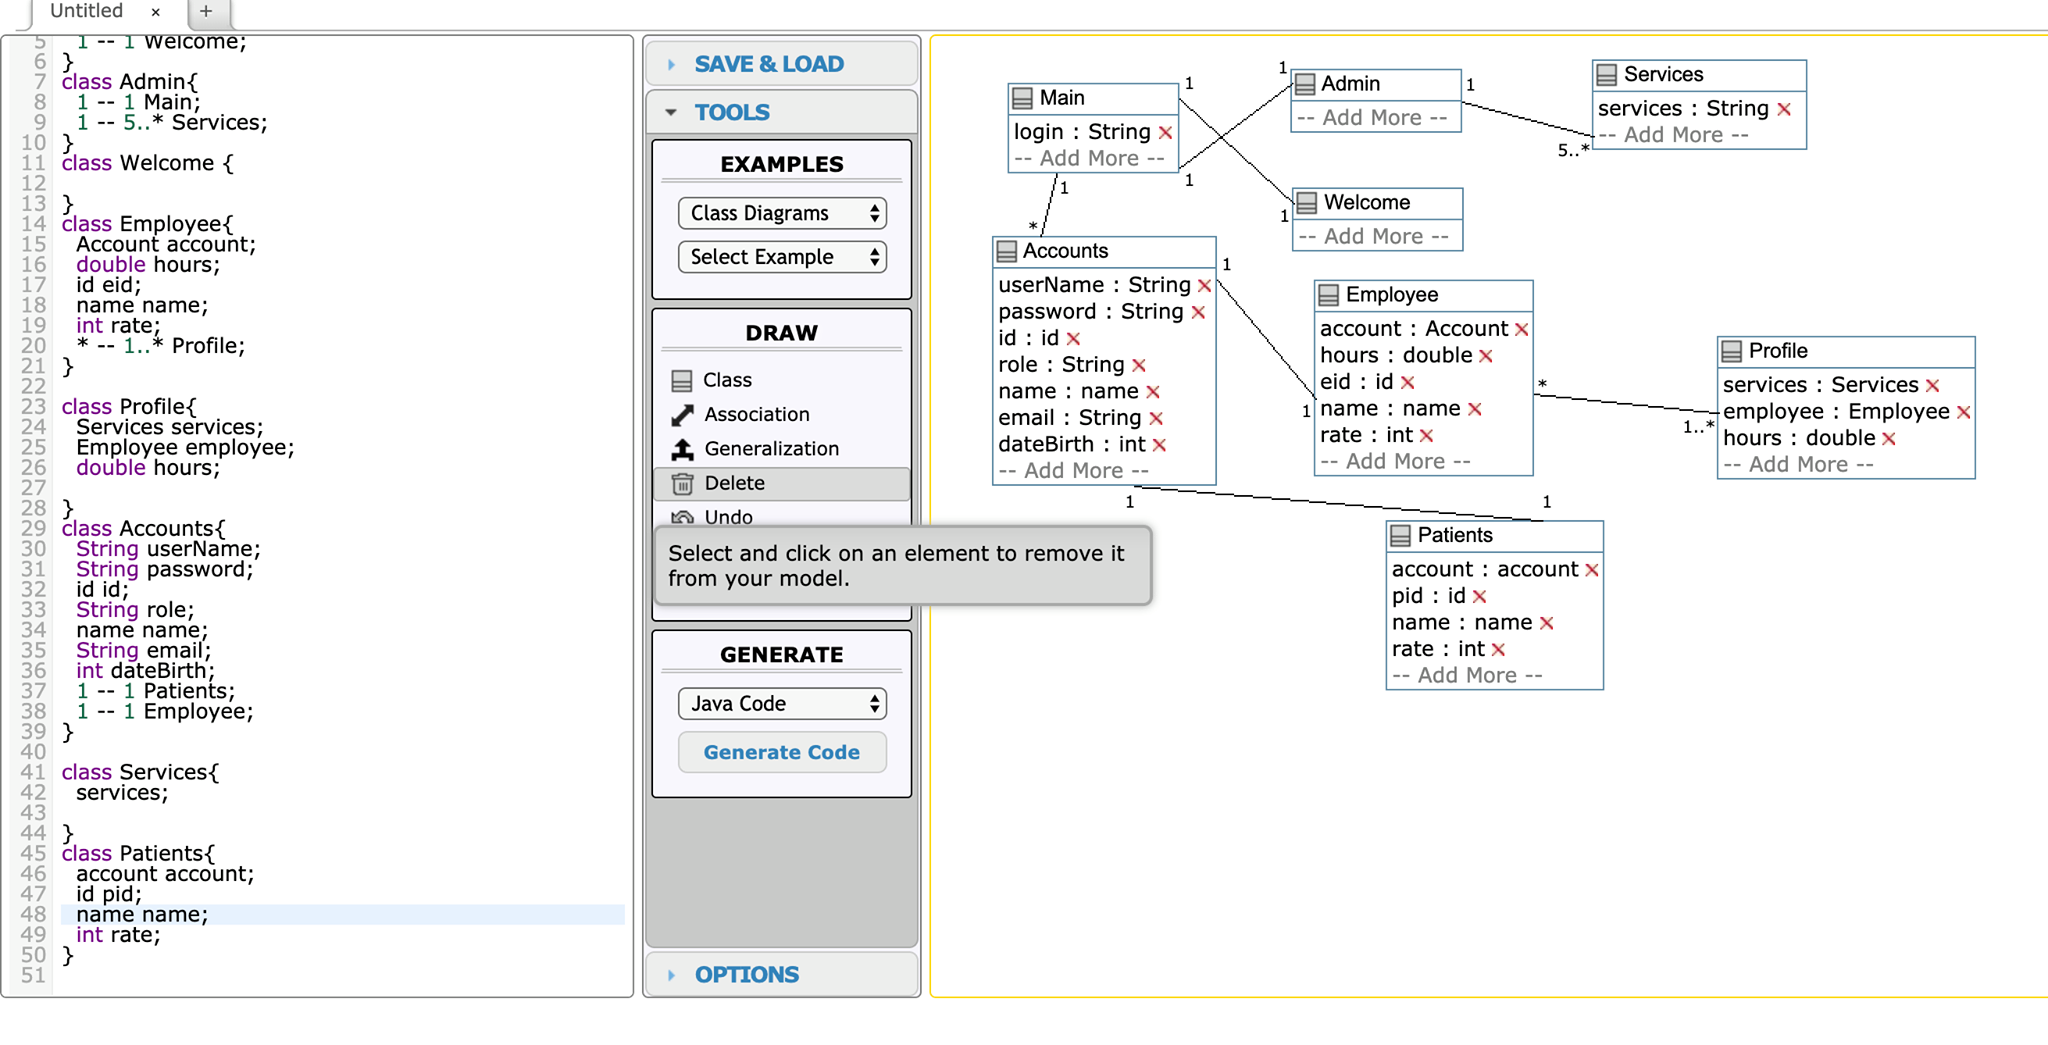 Untitled × +
5 1 -- 1 Welcome;
6 }
7 class Admin{
8 1 -- 1 Main;
9 1 -- 5..* Services;
10 }
11 class Welcome {
12
13 }
14 class Employee{
15 Account account;
16 double hours;
17 id eid;
18 name name;
19 int rate;
20 * -- 1..* Profile;
21 }
22
23 class Profile{
24 Services services;
25 Employee employee;
26 double hours;
27
28 }
29 class Accounts{
30 String userName;
31 String password;
32 id id;
33 String role;
34 name name;
35 String email;
36 int dateBirth;
37 1 -- 1 Patients;
38 1 -- 1 Employee;
39 }
40
41 class Services{
42 services;
43
44 }
45 class Patients{
46 account account;
47 id pid;
48 name name;
49 int rate;
50 }
51
SAVE & LOAD
TOOLS
EXAMPLES
Class Diagrams
Select Example
DRAW
Class
Association
Generalization
Delete
Undo
Select and click on an element to remove it
from your model.
GENERATE
Java Code
Generate Code
OPTIONS
Main
login : String
-- Add More --
1
1
1
*
1
Admin
-- Add More --
1
5..*
Services
services : String
-- Add More --
1
Welcome
-- Add More --
Accounts
userName : String
password : String
id : id
role : String
name : name
email : String
dateBirth : int
-- Add More --
1
1
1
1
Employee
account : Account
hours : double
eid : id
name : name
rate : int
-- Add More --
*
1..*
Profile
services : Services
employee : Employee
hours : double
-- Add More --
Patients
account : account
pid : id
name : name
rate : int
-- Add More --